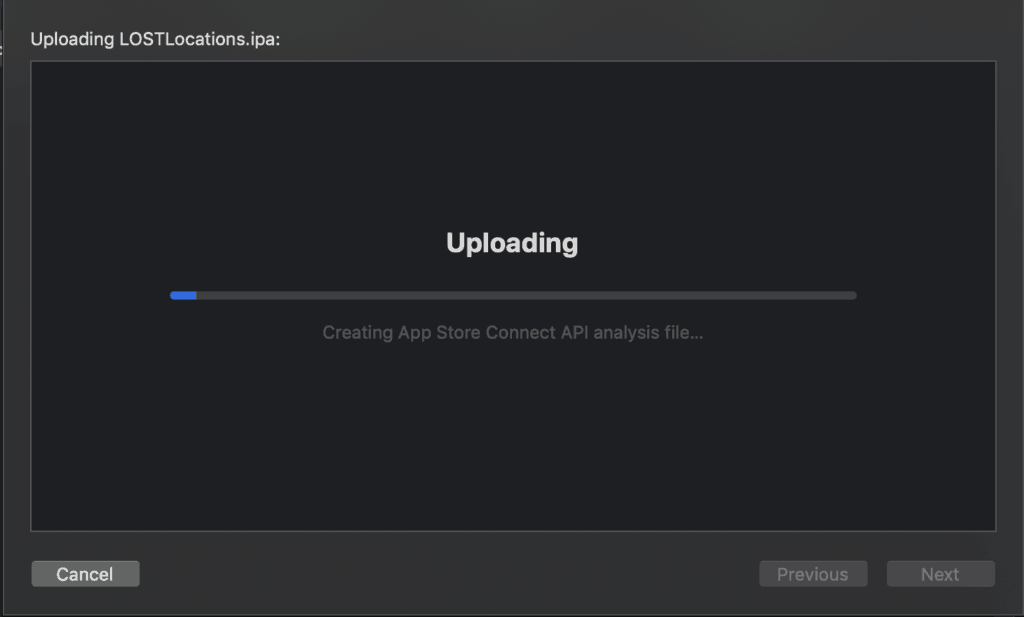 Uploading LOSTLocations.ipa:
Uploading
Creating App Store Connect API analysis file...
Cancel
Previous
Next